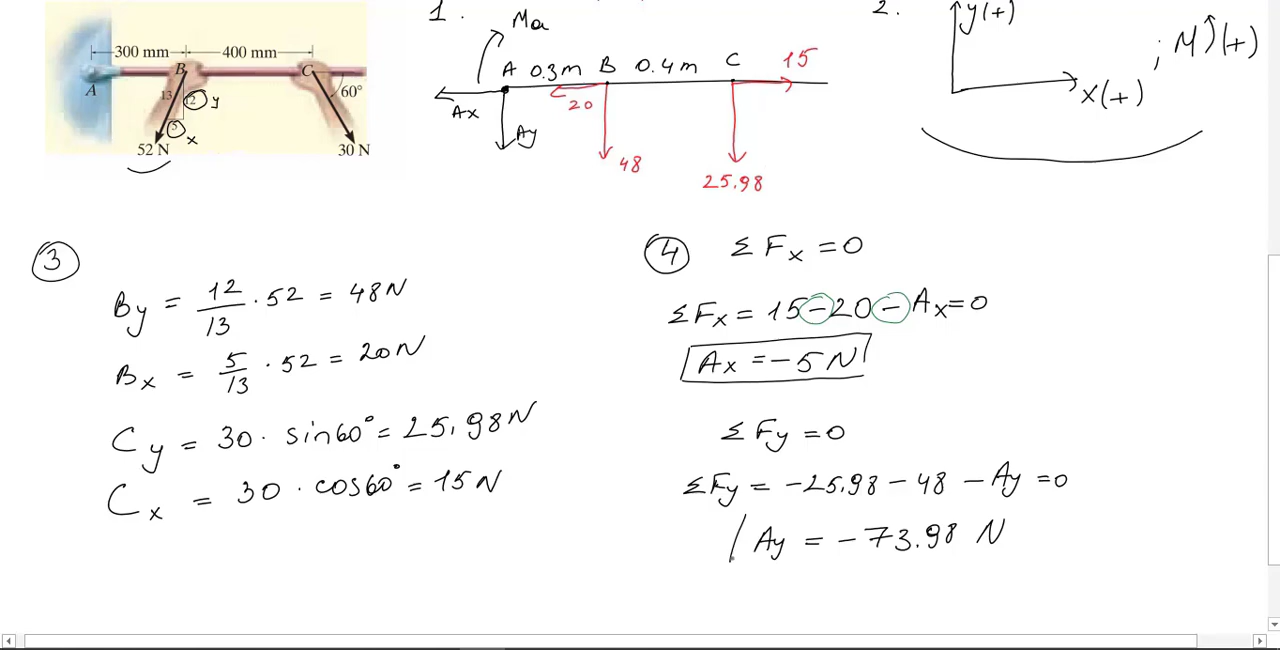 1.
2.
300 mm
400 mm
A
B
C
13
12
5
y
x
60°
52 N
30 N
Ma
A 0.3m B 0.4m C
15
20
Ax
Ay
48
25.98
y(+)
x(+)
; M (+)
3
By = 12/13 · 52 = 48N
Bx = 5/13 · 52 = 20N
Cy = 30 · sin60° = 25,98N
Cx = 30 · cos60° = 15N
4 ΣFx = 0
ΣFx = 15 - 20 - Ax = 0
Ax = -5N
ΣFy = 0
ΣFy = -25,98 - 48 - Ay = 0
Ay = -73.98 N